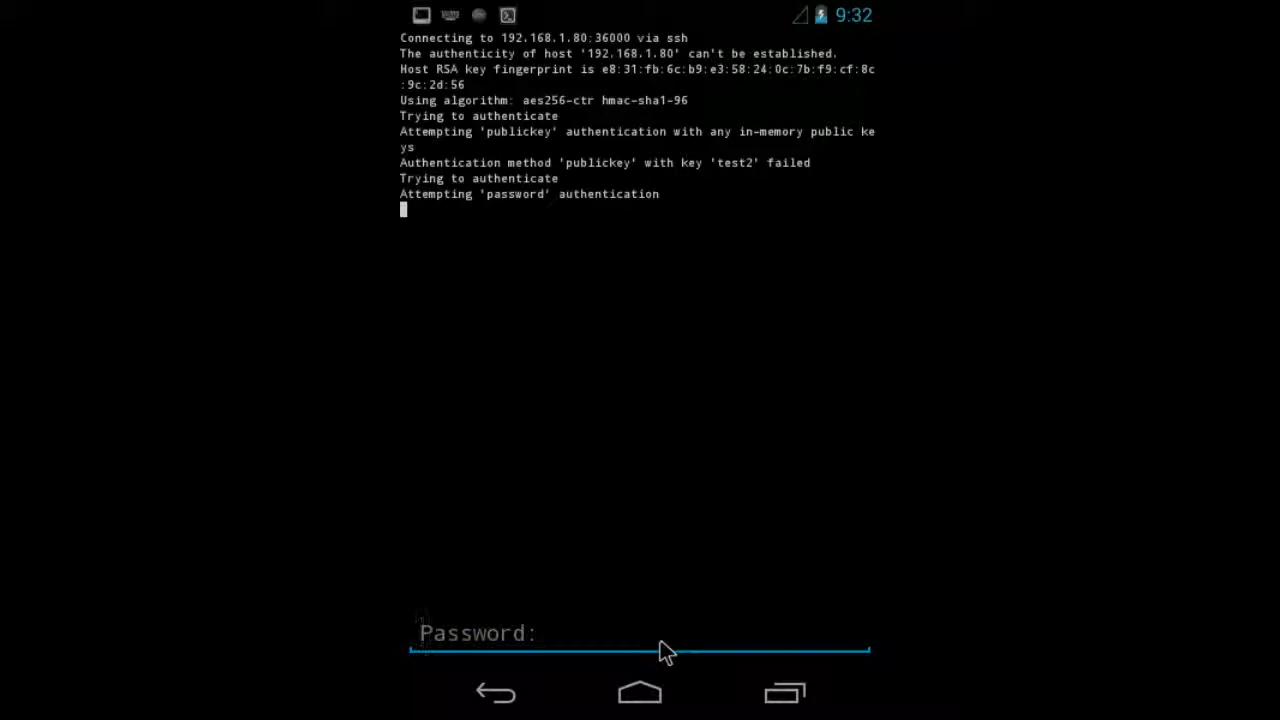 9:32
Connecting to 192.168.1.80:36000 via ssh
The authenticity of host '192.168.1.80' can't be established.
Host RSA key fingerprint is e8:31:fb:6c:b9:e3:58:24:0c:7b:f9:cf:8c
:9c:2d:56
Using algorithm: aes256-ctr hmac-sha1-96
Trying to authenticate
Attempting 'publickey' authentication with any in-memory public ke
ys
Authentication method 'publickey' with key 'test2' failed
Trying to authenticate
Attempting 'password' authentication
Password: